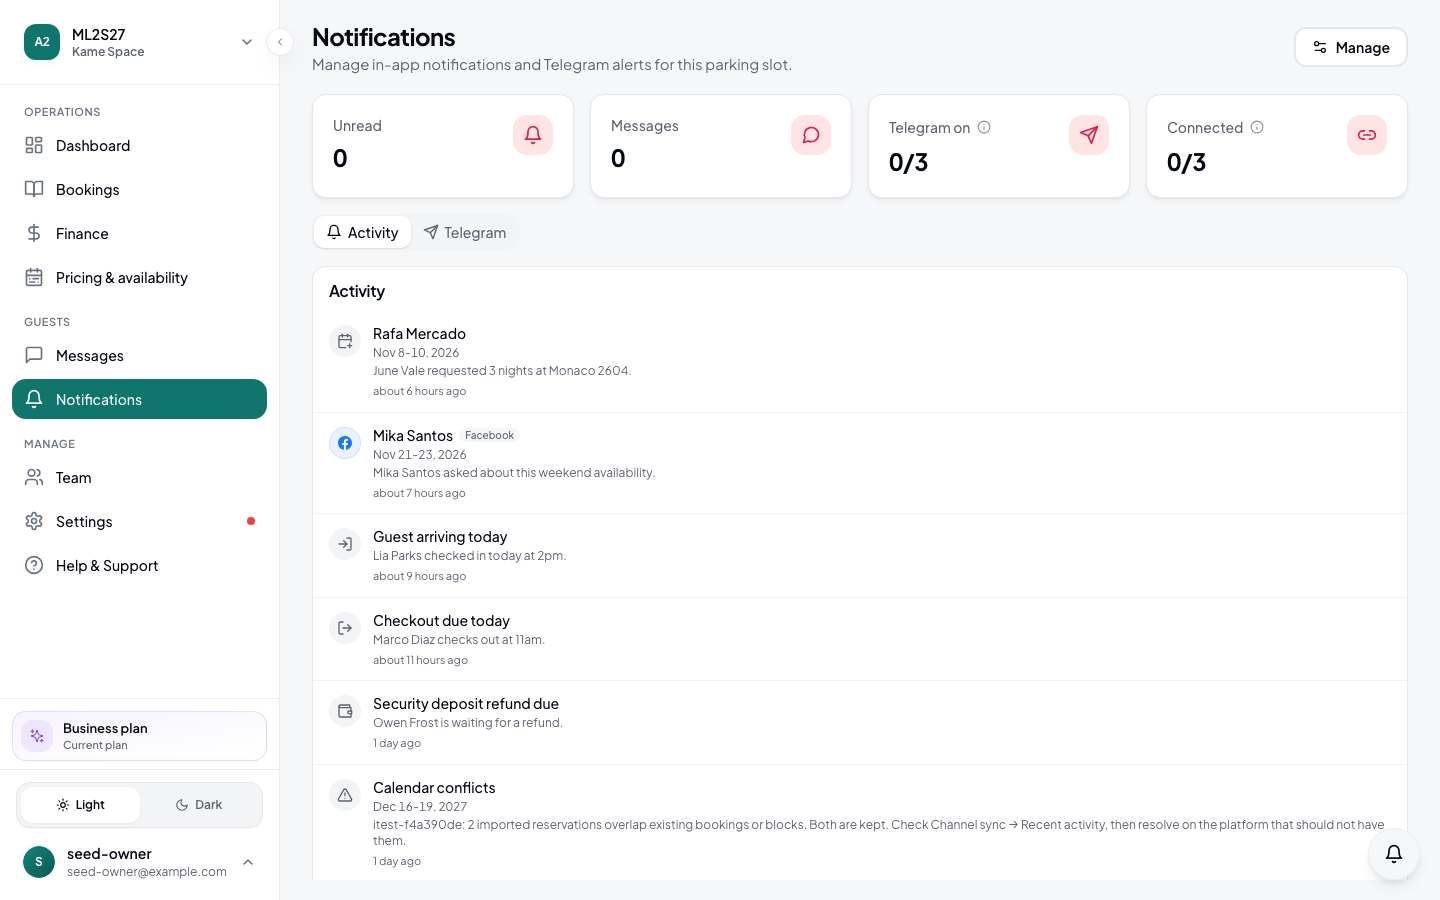 A2
ML2S27
Kame Space
OPERATIONS
Dashboard
Bookings
Finance
Pricing & availability
GUESTS
Messages
Notifications
MANAGE
Team
Settings
Help & Support
Business plan
Current plan
Light
Dark
S
seed-owner
seed-owner@example.com
Notifications
Manage in-app notifications and Telegram alerts for this parking slot.
Manage
Unread
0
Messages
0
Telegram on
0/3
Connected
0/3
Activity
Telegram
Activity
Rafa Mercado
Nov 8-10, 2026
June Vale requested 3 nights at Monaco 2604.
about 6 hours ago
Mika Santos Facebook
Nov 21-23, 2026
Mika Santos asked about this weekend availability.
about 7 hours ago
Guest arriving today
Lia Parks checked in today at 2pm.
about 9 hours ago
Checkout due today
Marco Diaz checks out at 11am.
about 11 hours ago
Security deposit refund due
Owen Frost is waiting for a refund.
1 day ago
Calendar conflicts
Dec 16-19, 2027
itest-f4a390de: 2 imported reservations overlap existing bookings or blocks. Both are kept. Check Channel sync → Recent activity, then resolve on the platform that should not have
them.
1 day ago